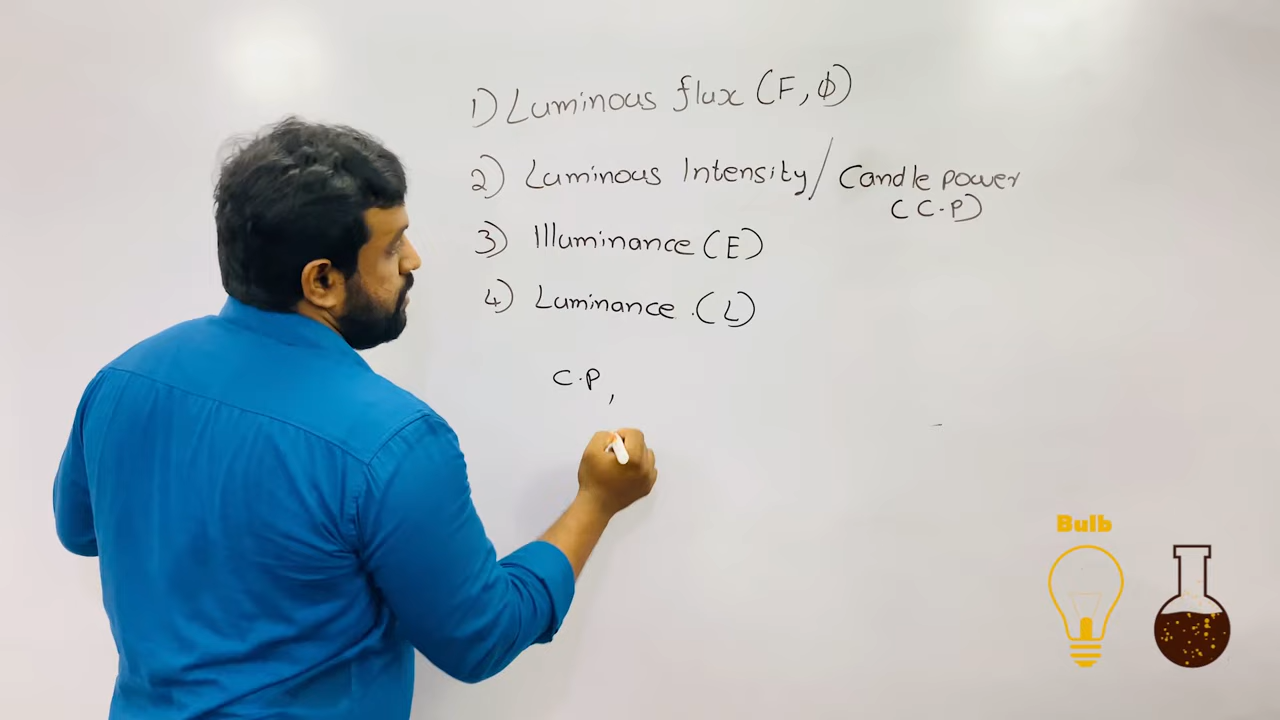 1) Luminous flux (F, Φ)
2) Luminous Intensity / Candle power
(C.P)
3) Illuminance (E)
4) Luminance. (L)
C.P,
Bulb